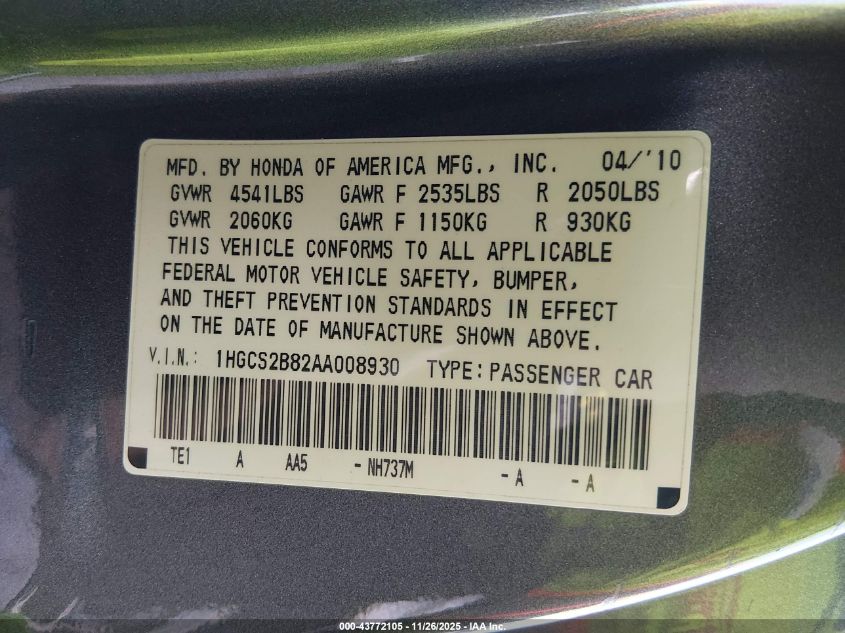 MFD. BY HONDA OF AMERICA MFG., INC. 04/'10
GVWR 4541LBS GAWR F 2535LBS R 2050LBS
GVWR 2060KG GAWR F 1150KG R 930KG
THIS VEHICLE CONFORMS TO ALL APPLICABLE
FEDERAL MOTOR VEHICLE SAFETY, BUMPER,
AND THEFT PREVENTION STANDARDS IN EFFECT
ON THE DATE OF MANUFACTURE SHOWN ABOVE.
V.I.N.: 1HGCS2B82AA008930 TYPE: PASSENGER CAR
TE1 A AA5 - NH737M - A - A
000-43772105 - 11/26/2025 - IAA Inc.